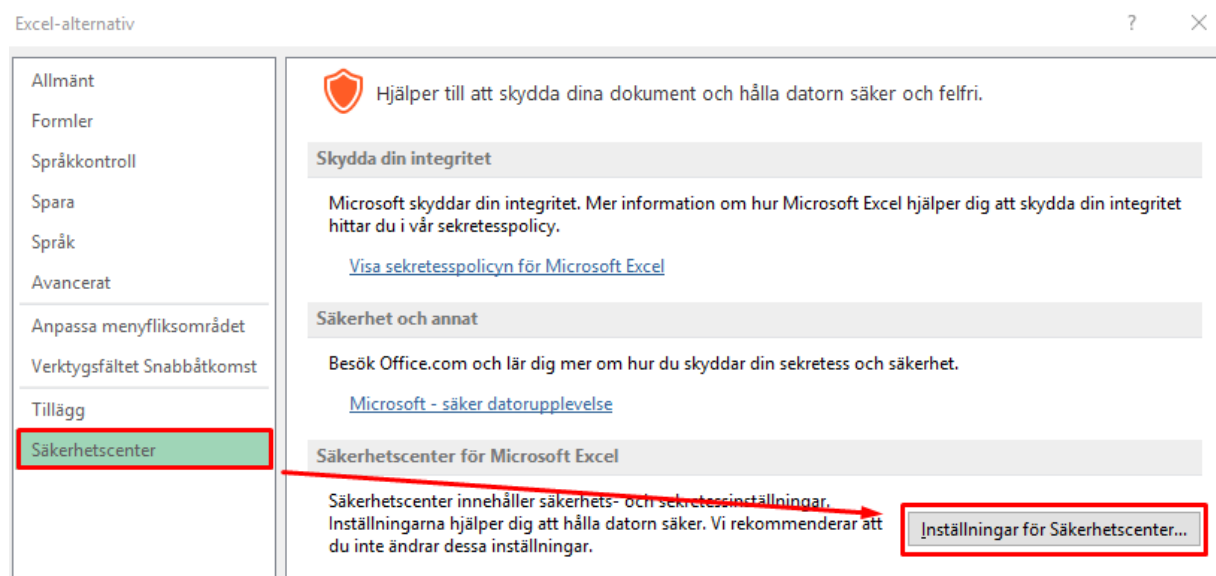 Excel-alternativ
?
Allmänt
Formler
Språkkontroll
Spara
Språk
Avancerat
Anpassa menyfliksområdet
Verktygsfältet Snabbåtkomst
Tillägg
Säkerhetscenter
Hjälper till att skydda dina dokument och hålla datorn säker och felfri.
Skydda din integritet
Microsoft skyddar din integritet. Mer information om hur Microsoft Excel hjälper dig att skydda din integritet
hittar du i vår sekretesspolicy.
Visa sekretesspolicyn för Microsoft Excel
Säkerhet och annat
Besök Office.com och lär dig mer om hur du skyddar din sekretess och säkerhet.
Microsoft - säker datorupplevelse
Säkerhetscenter för Microsoft Excel
Säkerhetscenter innehåller säkerhets- och sekretessinställningar.
Inställningarna hjälper dig att hålla datorn säker. Vi rekommenderar att
du inte ändrar dessa inställningar.
Inställningar för Säkerhetscenter...